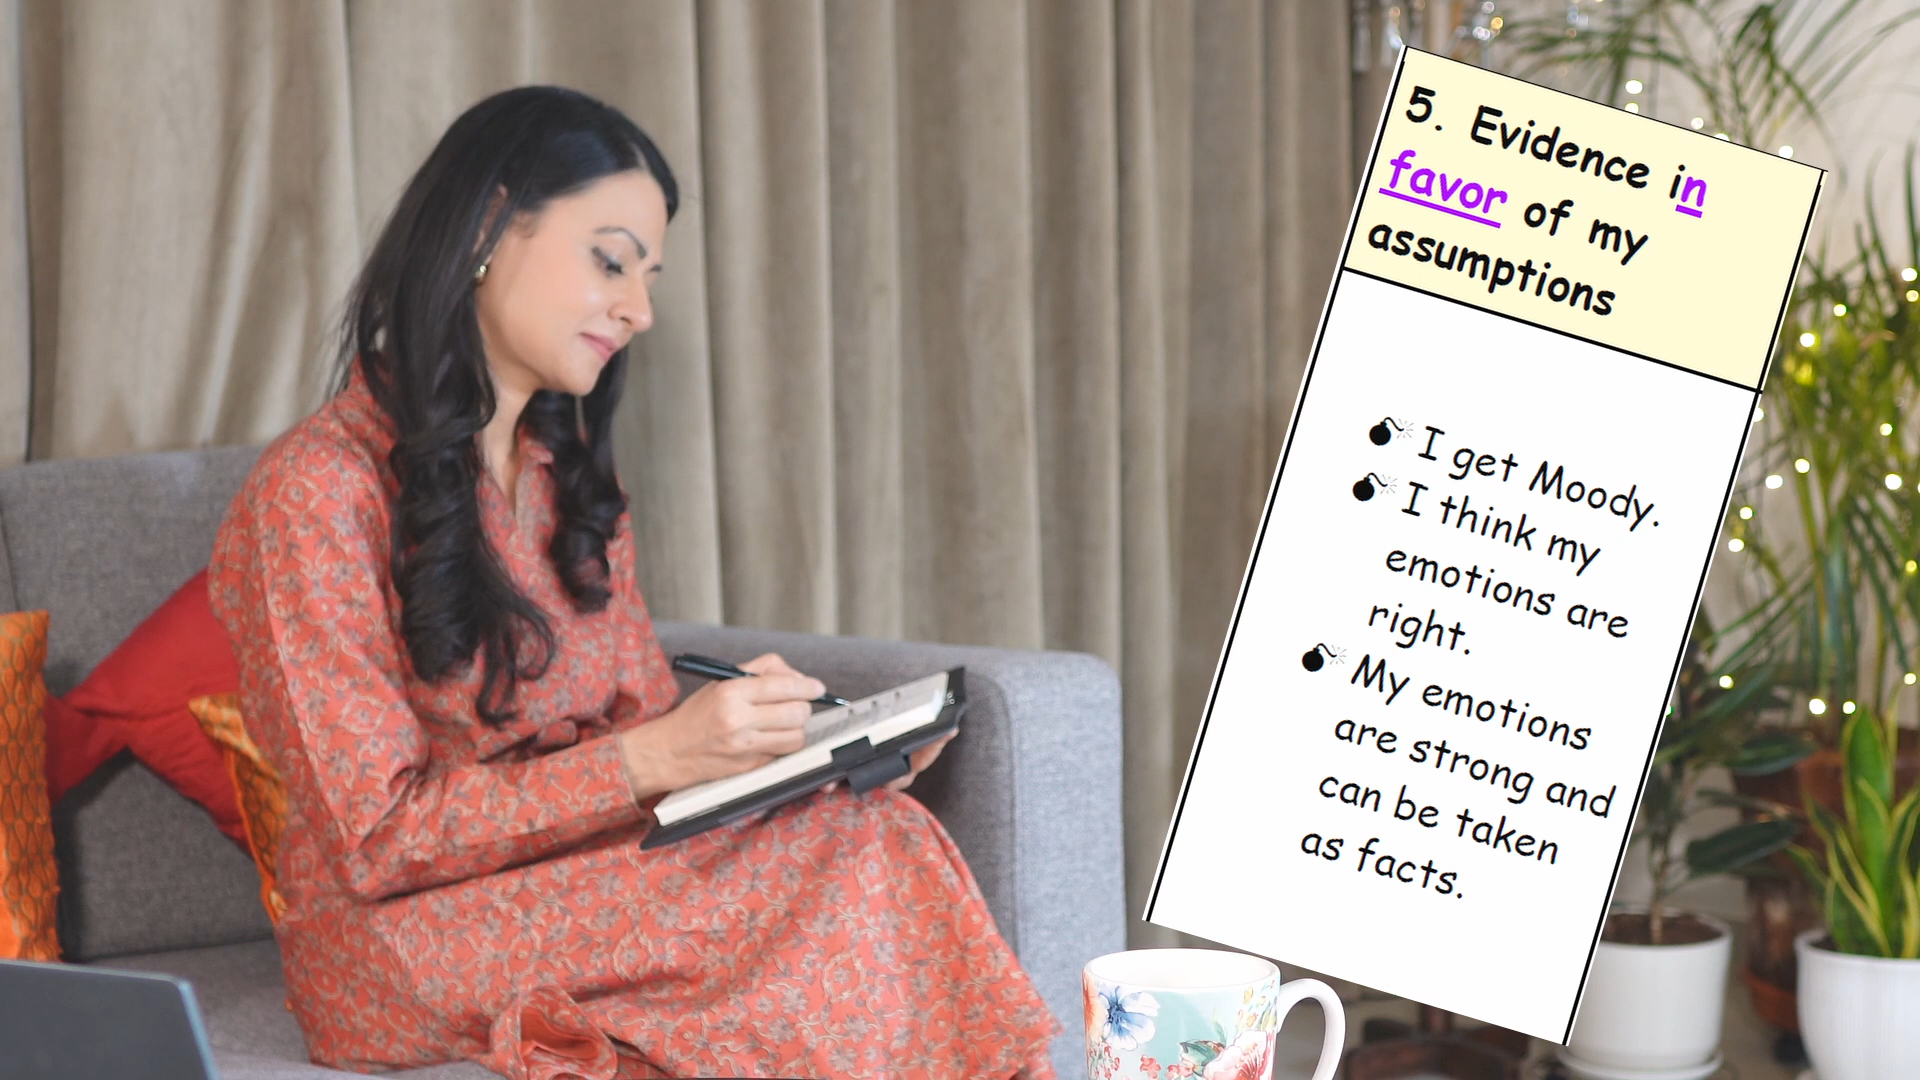 5. Evidence in
favor of my
assumptions
I get Moody.
I think my
emotions are
right.
My emotions
are strong and
can be taken
as facts.